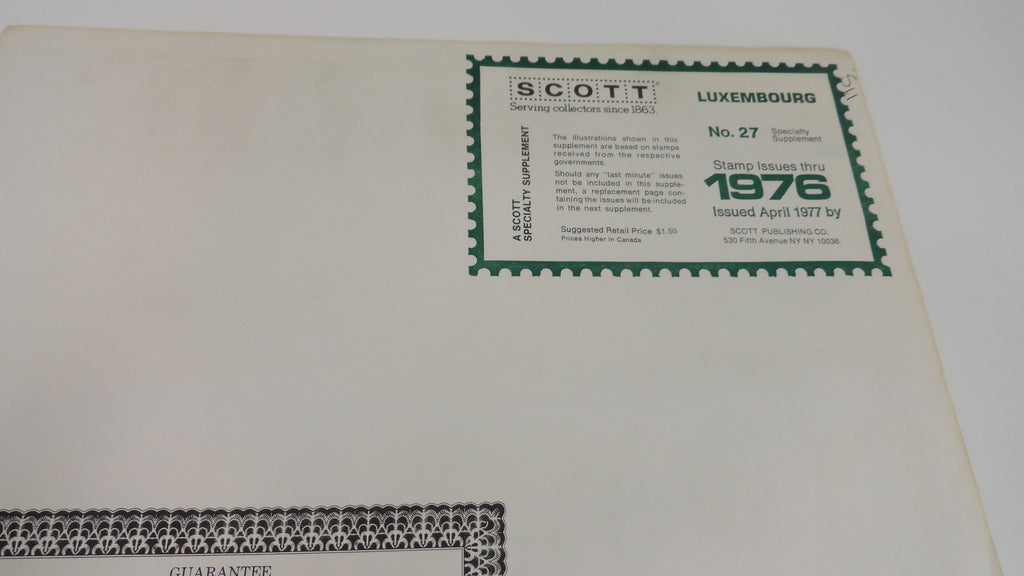 SCOTT
Serving collectors since 1863.
A SCOTT
SPECIALTY SUPPLEMENT
The illustrations shown in this
supplement are based on stamps
received from the respective
governments.
Should any "last minute" issues
not be included in this supple-
ment, a replacement page con-
taining the issues will be included
in the next supplement.
Suggested Retail Price $1.50
Prices Higher in Canada
LUXEMBOURG
No. 27 Specialty
Supplement
Stamp Issues thru
1976
Issued April 1977 by
SCOTT PUBLISHING CO.
530 Fifth Avenue NY NY 10036
GUARANTEE